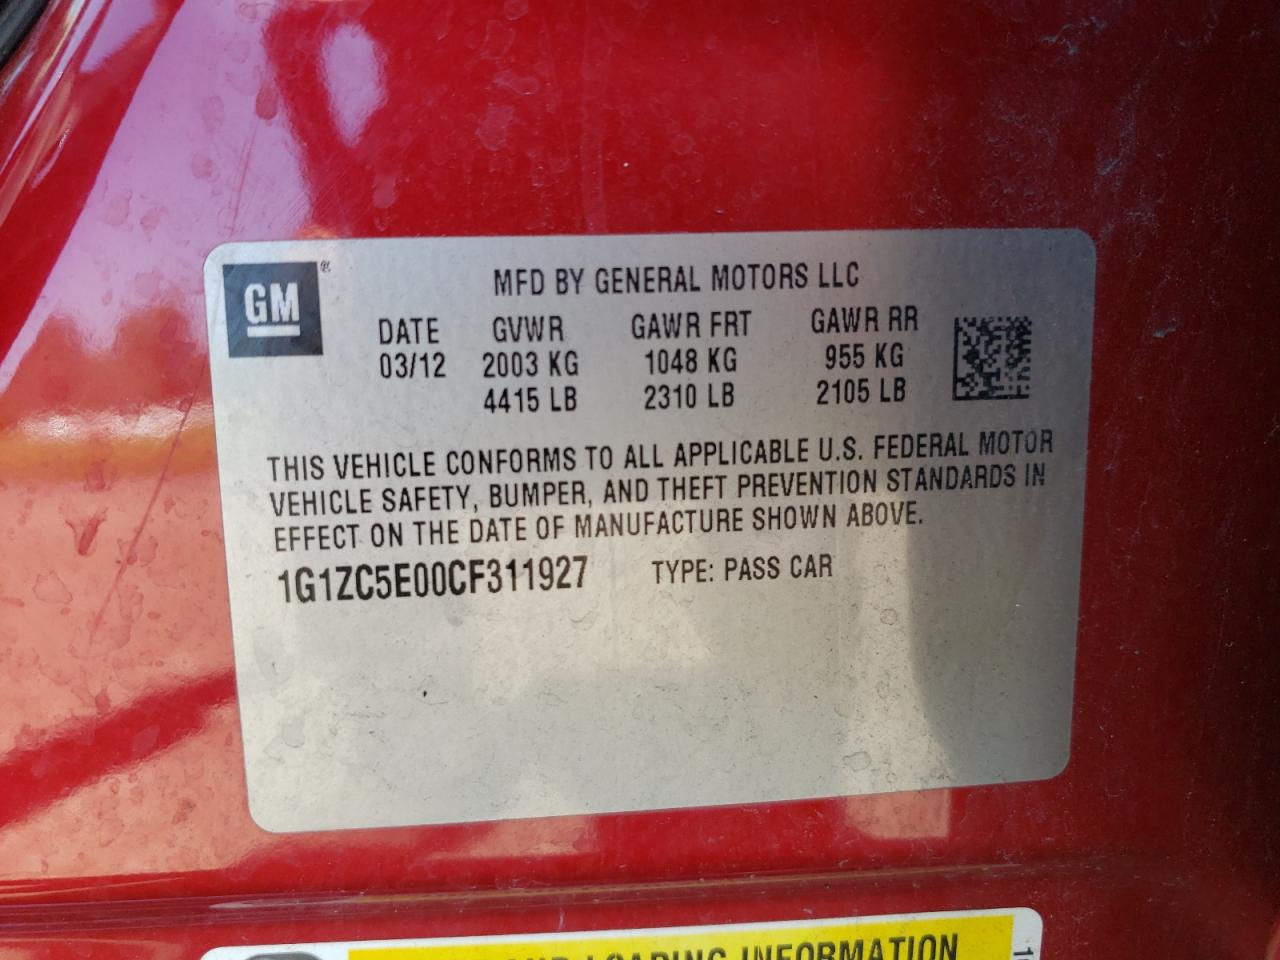 GM®
MFD BY GENERAL MOTORS LLC
DATE GVWR GAWR FRT GAWR RR
03/12 2003 KG 1048 KG 955 KG
4415 LB 2310 LB 2105 LB
THIS VEHICLE CONFORMS TO ALL APPLICABLE U.S. FEDERAL MOTOR
VEHICLE SAFETY, BUMPER, AND THEFT PREVENTION STANDARDS IN
EFFECT ON THE DATE OF MANUFACTURE SHOWN ABOVE.
1G1ZC5E00CF311927 TYPE: PASS CAR
AND LOADING INFORMATION